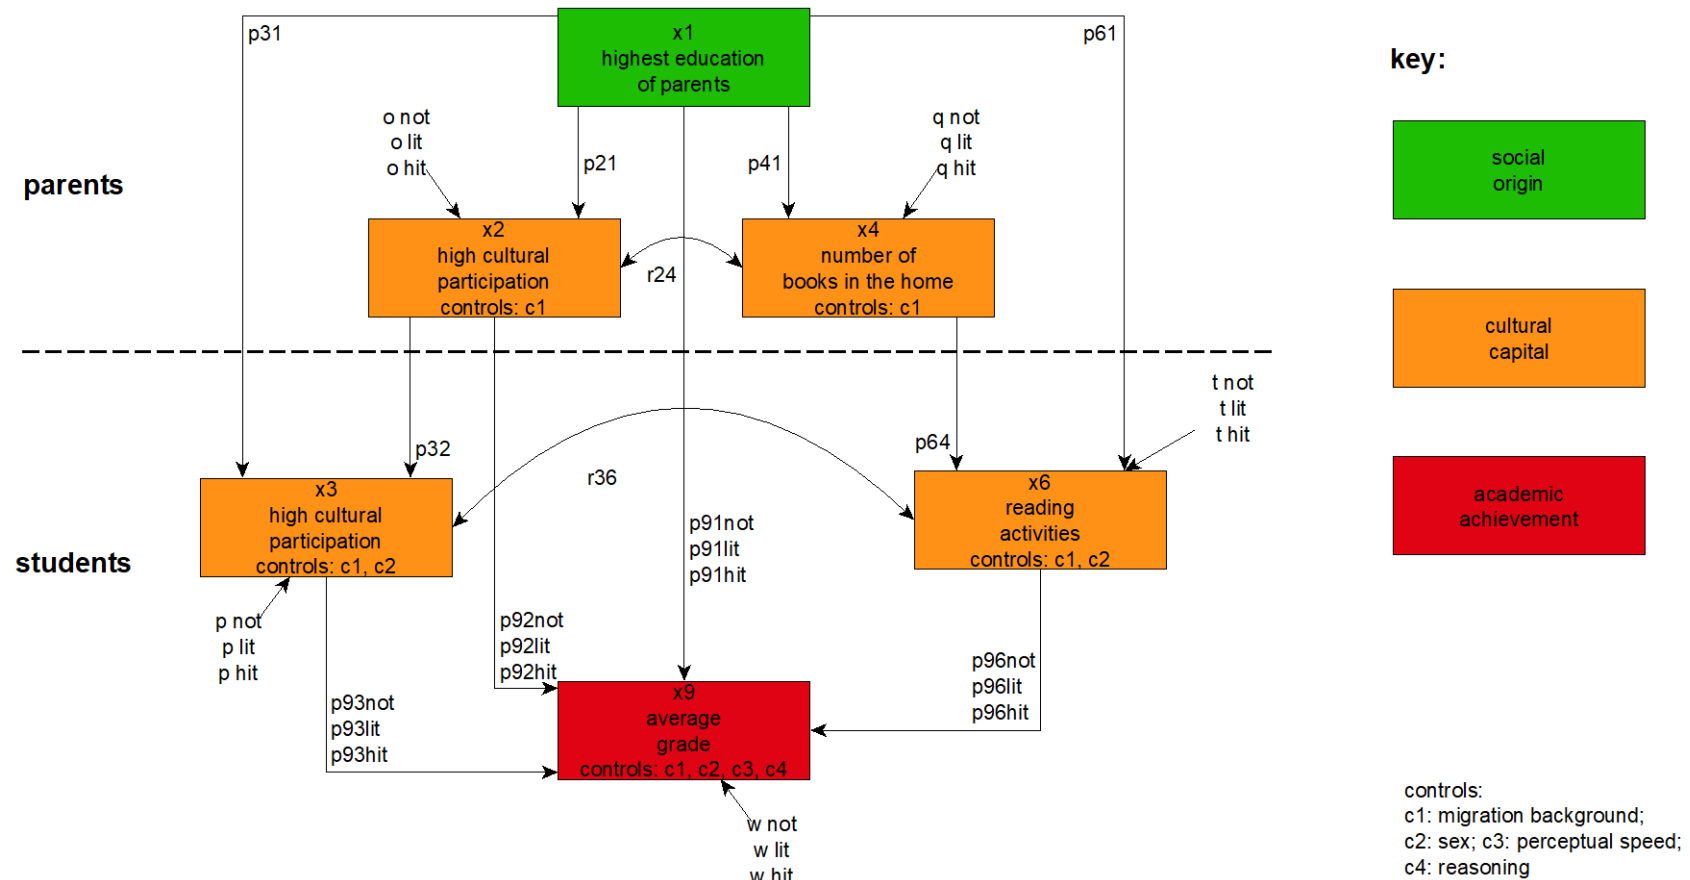 p31
x1
highest education
of parents
p61
key:
o not
o lit
o hit
p21
p41
q not
q lit
q hit
social
origin
parents
x2
high cultural
participation
controls: c1
r24
x4
number of
books in the home
controls: c1
cultural
capital
t not
t lit
t hit
p32
p64
x3
high cultural
participation
controls: c1, c2
r36
x6
reading
activities
controls: c1, c2
academic
achievement
students
p91not
p91lit
p91hit
p not
p lit
p hit
p92not
p92lit
p92hit
p96not
p96lit
p96hit
p93not
p93lit
p93hit
x9
average
grade
controls: c1, c2, c3, c4
w not
w lit
w hit
controls:
c1: migration background;
c2: sex; c3: perceptual speed;
c4: reasoning